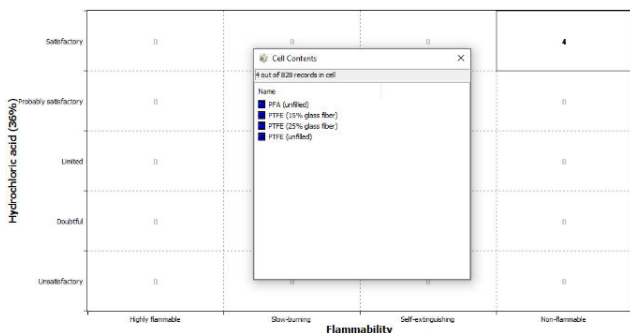 Satisfactory 0 0 0 4
Cell Contents
4 out of 828 records in cell
Name
PFA (unfilled)
PTFE (15% glass fiber)
PTFE (25% glass fiber)
PTFE (unfilled)
Hydrochloric acid (36%)
Probably satisfactory 0 0
Limited 0 0
Doubtful 0 0
Unsatisfactory 0 0 0 0
Highly flammable Slow-burning Self-extinguishing Non-flammable
Flammability